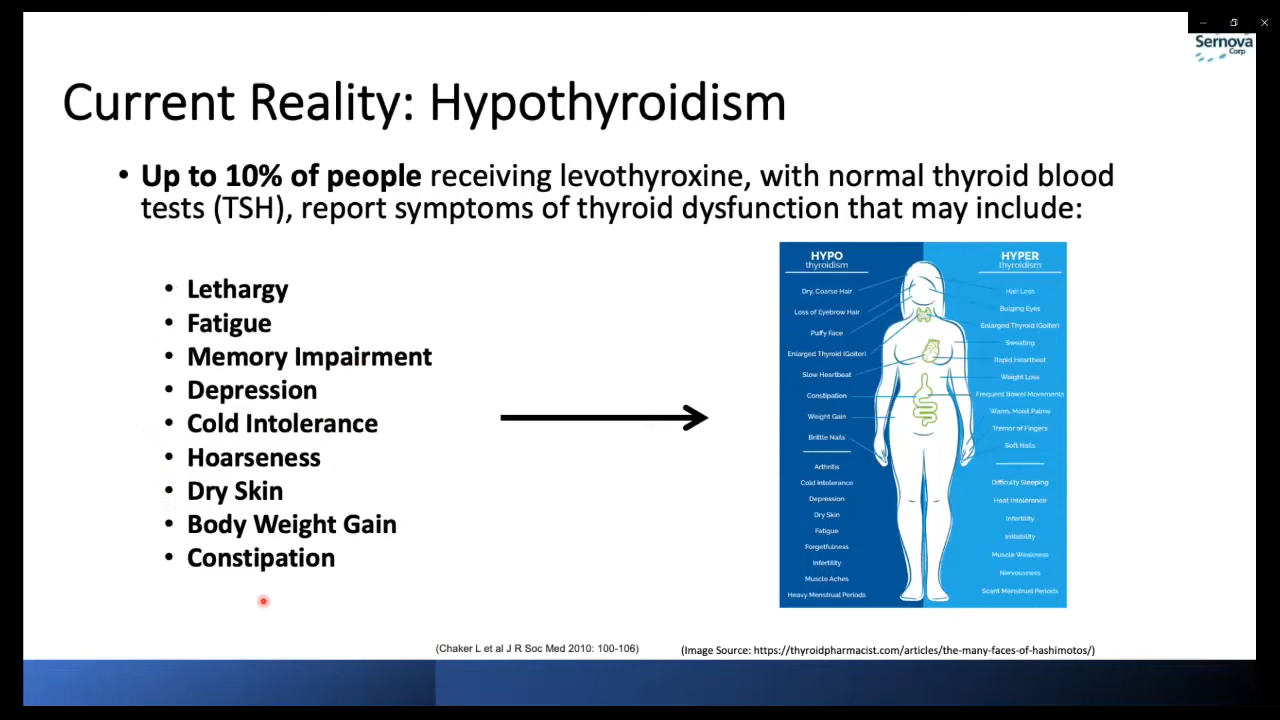 Sernova
Corp
Current Reality: Hypothyroidism
• Up to 10% of people receiving levothyroxine, with normal thyroid blood
tests (TSH), report symptoms of thyroid dysfunction that may include:
• Lethargy
• Fatigue
• Memory Impairment
• Depression
• Cold Intolerance
• Hoarseness
• Dry Skin
• Body Weight Gain
• Constipation
HYPO
thyroidism
Dry, Coarse Hair
Loss of Eyebrow Hair
Puffy Face
Enlarged Thyroid (Goiter)
Slow Heartbeat
Constipation
Weight Gain
Brittle Nails
Arthritis
Cold Intolerance
Depression
Dry Skin
Fatigue
Forgetfulness
Infertility
Muscle Aches
Heavy Menstrual Periods
HYPER
thyroidism
Hair Loss
Bulging Eyes
Enlarged Thyroid (Goiter)
Sweating
Rapid Heartbeat
Weight Loss
Frequent Bowel Movements
Warm, Moist Palms
Tremor of Fingers
Soft Nails
Difficulty Sleeping
Heat Intolerance
Infertility
Irritability
Muscle Weakness
Nervousness
Scant Menstrual Periods
(Chaker L et al J R Soc Med 2010: 100-106)
(Image Source: https://thyroidpharmacist.com/articles/the-many-faces-of-hashimotos/)